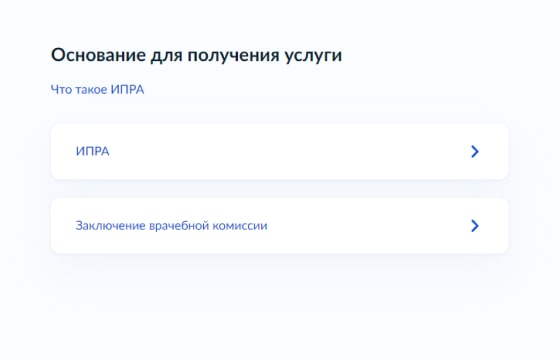 Основание для получения услуги
Что такое ИПРА
ИПРА
Заключение врачебной комиссии